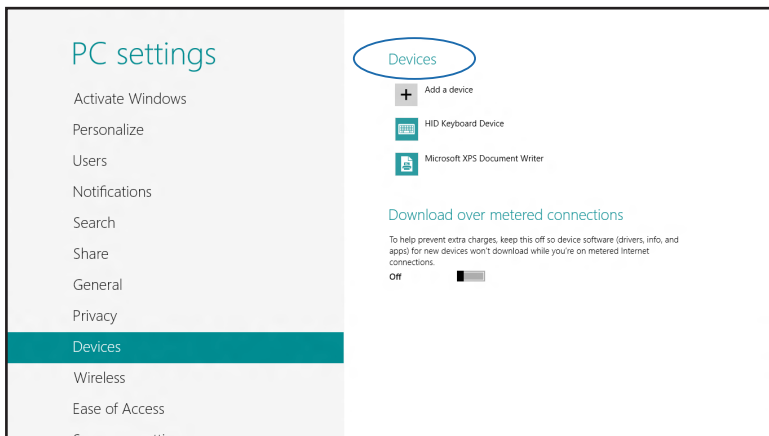 PC settings
Activate Windows
Personalize
Users
Notifications
Search
Share
General
Privacy
Devices
Wireless
Ease of Access
Devices
Add a device
HID Keyboard Device
Microsoft XPS Document Writer
Download over metered connections
To help prevent extra charges, keep this off so device software (drivers, info, and
apps) for new devices won't download while you're on metered Internet
connections.
Off